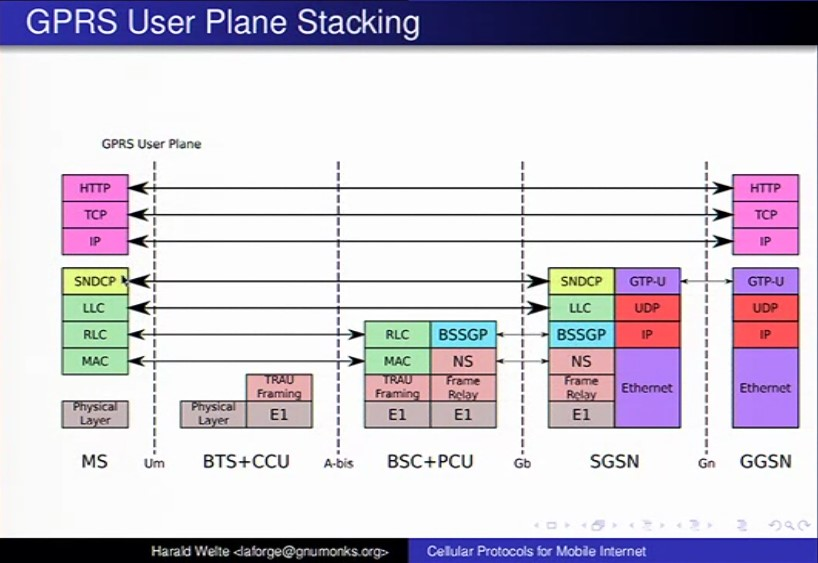 GPRS User Plane Stacking
GPRS User Plane
HTTP
HTTP
TCP
TCP
IP
IP
SNDCP
SNDCP
GTP-U
GTP-U
LLC
LLC
UDP
UDP
RLC
RLC
BSSGP
BSSGP
IP
IP
MAC
MAC
NS
NS
Ethernet
Ethernet
TRAU
Framing
TRAU
Framing
Frame
Relay
Frame
Relay
Physical
Layer
Physical
Layer
E1
E1
E1
E1
MS
Um
BTS+CCU
A-bis
BSC+PCU
Gb
SGSN
Gn
GGSN
Harald Welte <laforge@gnumonks.org>
Cellular Protocols for Mobile Internet